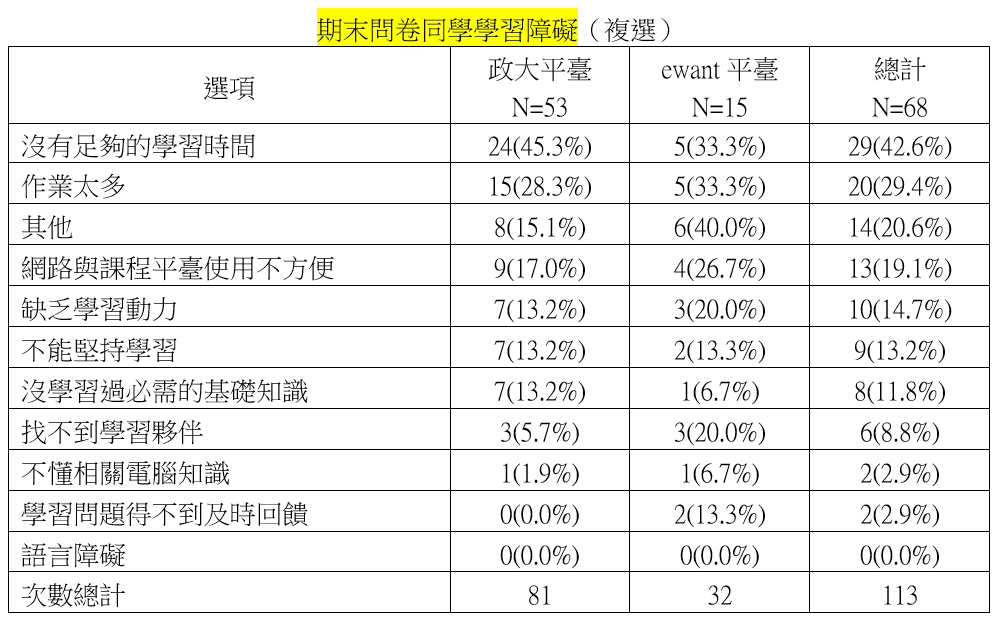 期末問卷同學學習障礙（複選）
選項 政大平臺 N=53 ewant 平臺 N=15 總計 N=68
沒有足夠的學習時間 24(45.3%) 5(33.3%) 29(42.6%)
作業太多 15(28.3%) 5(33.3%) 20(29.4%)
其他 8(15.1%) 6(40.0%) 14(20.6%)
網路與課程平臺使用不方便 9(17.0%) 4(26.7%) 13(19.1%)
缺乏學習動力 7(13.2%) 3(20.0%) 10(14.7%)
不能堅持學習 7(13.2%) 2(13.3%) 9(13.2%)
沒學習過必需的基礎知識 7(13.2%) 1(6.7%) 8(11.8%)
找不到學習夥伴 3(5.7%) 3(20.0%) 6(8.8%)
不懂相關電腦知識 1(1.9%) 1(6.7%) 2(2.9%)
學習問題得不到及時回饋 0(0.0%) 2(13.3%) 2(2.9%)
語言障礙 0(0.0%) 0(0.0%) 0(0.0%)
次數總計 81 32 113